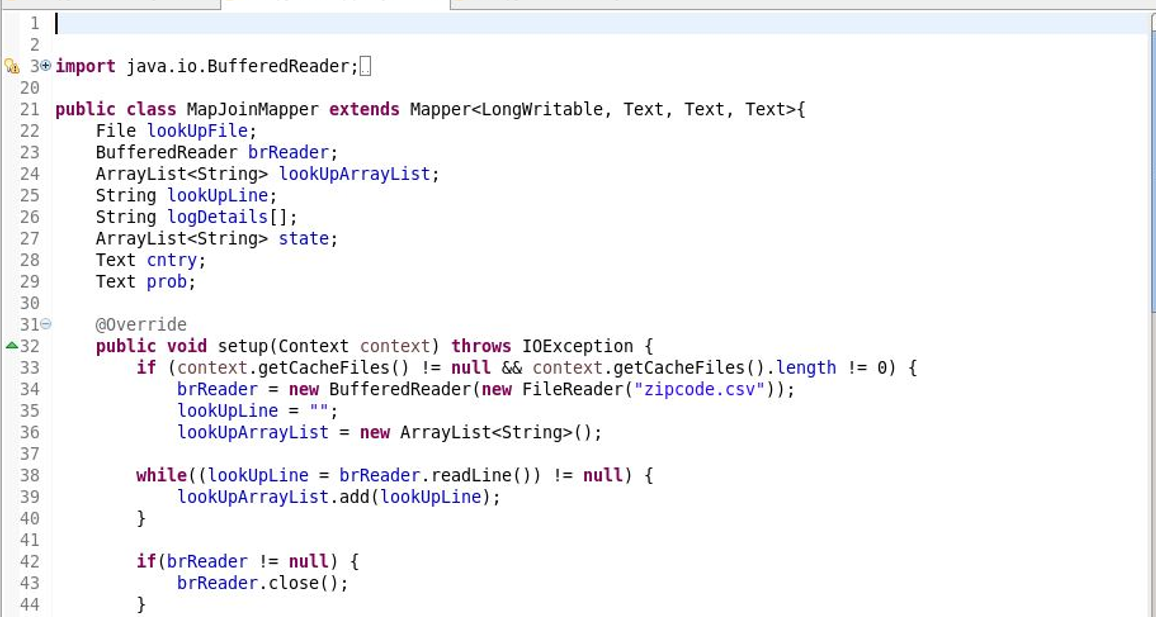 1
2
3 import java.io.BufferedReader;
20
21 public class MapJoinMapper extends Mapper<LongWritable, Text, Text, Text>{
22     File lookUpFile;
23     BufferedReader brReader;
24     ArrayList<String> lookUpArrayList;
25     String lookUpLine;
26     String logDetails[];
27     ArrayList<String> state;
28     Text cntry;
29     Text prob;
30
31     @Override
32     public void setup(Context context) throws IOException {
33         if (context.getCacheFiles() != null && context.getCacheFiles().length != 0) {
34             brReader = new BufferedReader(new FileReader("zipcode.csv"));
35             lookUpLine = "";
36             lookUpArrayList = new ArrayList<String>();
37
38         while((lookUpLine = brReader.readLine()) != null) {
39             lookUpArrayList.add(lookUpLine);
40         }
41
42         if(brReader != null) {
43             brReader.close();
44         }